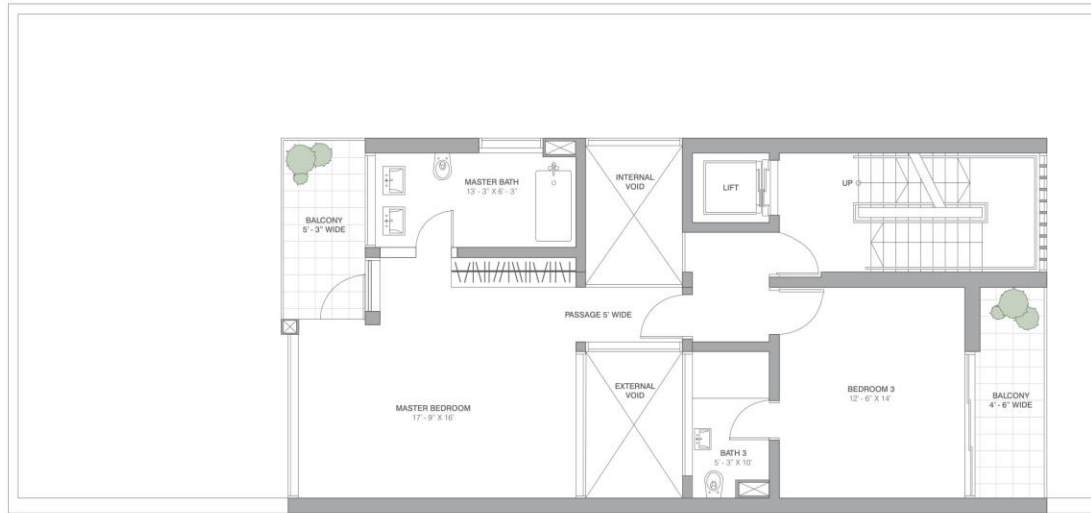 MASTER BATH
13' - 3" X 6' - 3"
INTERNAL
VOID
LIFT
UP
BALCONY
5' - 3" WIDE
PASSAGE 5' WIDE
MASTER BEDROOM
17' - 9" X 16'
EXTERNAL
VOID
BEDROOM 3
12' - 6" X 14'
BALCONY
4' - 6" WIDE
BATH 3
5' - 3" X 10'